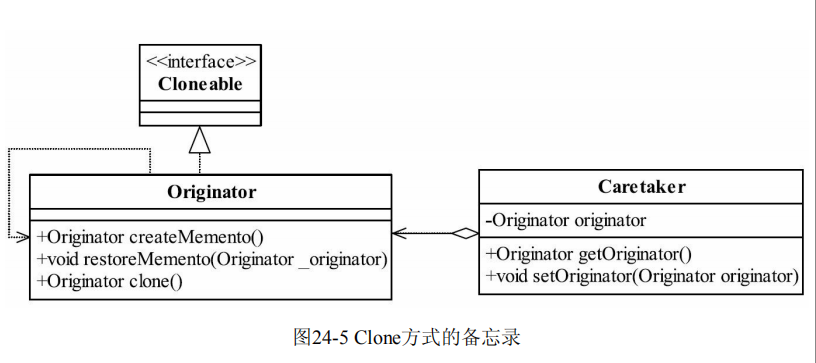 <<interface>>
Cloneable
Originator
+Originator createMemento()
+void restoreMemento(Originator _originator)
+Originator clone()
Caretaker
-Originator originator
+Originator getOriginator()
+void setOriginator(Originator originator)
图24-5 Clone方式的备忘录